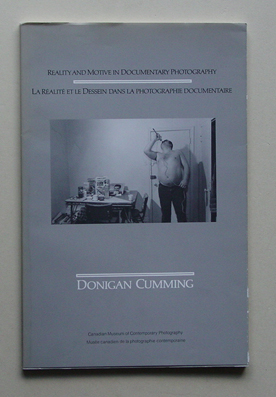 REALITY AND MOTIVE IN DOCUMENTARY PHOTOGRAPHY
LA REALITÉ ET LE DESSEIN DANS LA PHOTOGRAPHIE DOCUMENTAIRE
DONIGAN CUMMING
Canadian Museum of Contemporary Photography
Musée canadien de la photographie contemporaine